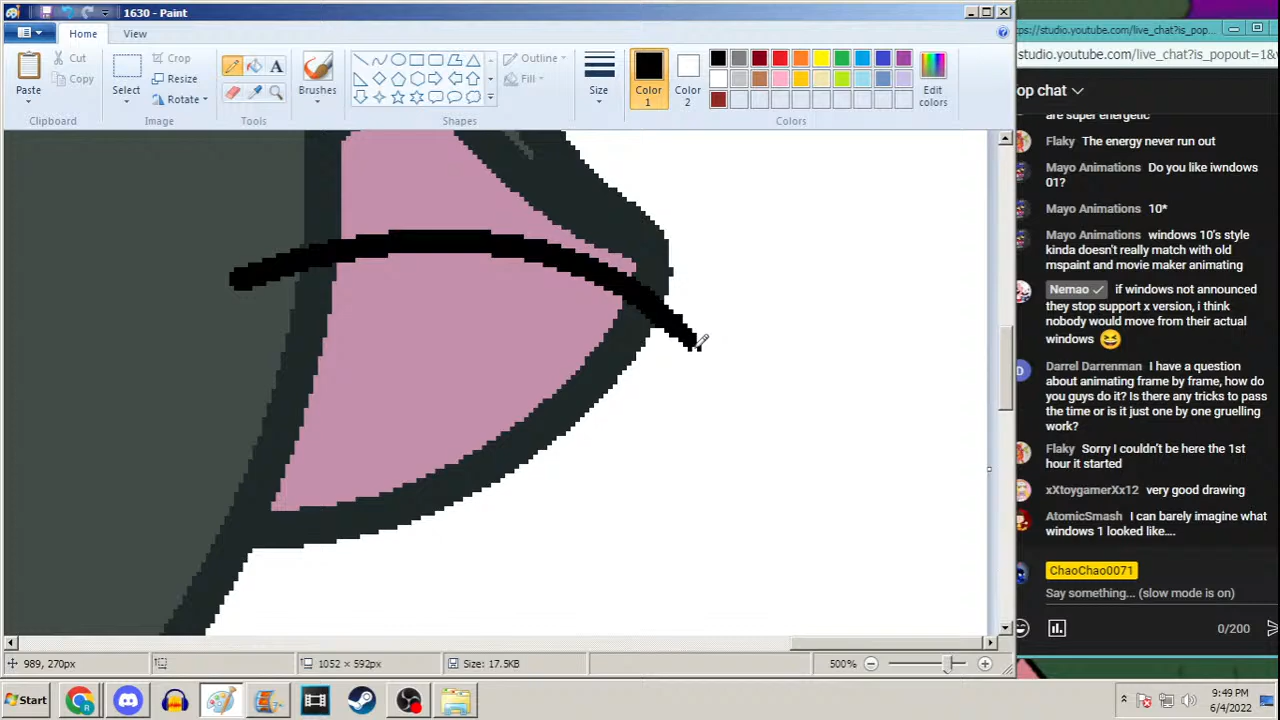 1630 - Paint
ttps://studio.youtube.com/live_chat?is_pop...
studio.youtube.com/live_chat?is_popout=1&
Home
View
Paste
Cut
Copy
Clipboard
Select
Crop
Resize
Rotate
Image
Tools
Brushes
Outline
Fill
Shapes
Size
Color
1
Color
2
Edit
colors
Colors
op chat
are super energetic
Flaky The energy never run out
Mayo Animations Do you like iwndows
01?
Mayo Animations 10*
Mayo Animations windows 10's style
kinda doesn't really match with old
mspaint and movie maker animating
Nemao if windows not announced
they stop support x version, i think
nobody would move from their actual
windows
Darrel Darrenman I have a question
about animating frame by frame, how do
you guys do it? Is there any tricks to pass
the time or is it just one by one gruelling
work?
Flaky Sorry I couldn't be here the 1st
hour it started
xXtoygamerXx12 very good drawing
AtomicSmash I can barely imagine what
windows 1 looked like....
ChaoChao0071
Say something... (slow mode is on)
0/200
989, 270px
1052 × 592px
Size: 17.5KB
500%
Start
9:49 PM
6/4/2022